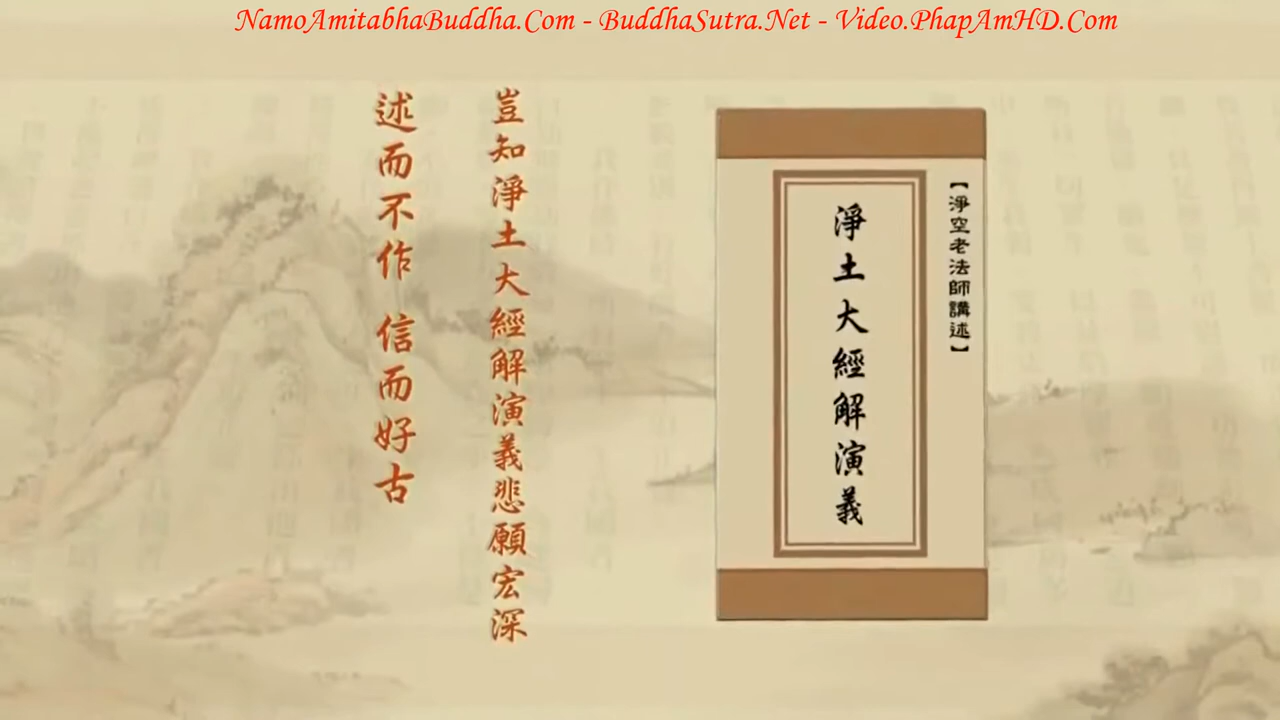 NamoAmitabhaBuddha.Com - BuddhaSutra.Net - Video.PhapAmHD.Com
【淨空老法師講述】
淨土大經解演義
豈知淨土大經解演義悲願宏深
述而不作 信而好古